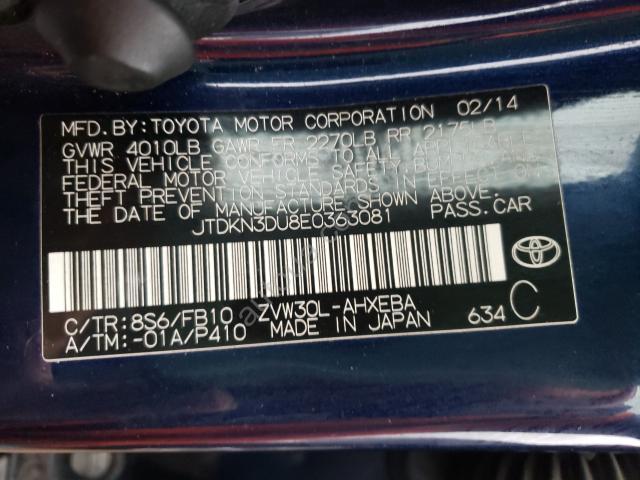 MFD. BY: TOYOTA MOTOR CORPORATION 02/14
GVWR 4010LB GAWR FR 2270LB RR 2175LB
THIS VEHICLE CONFORMS TO ALL APPLICABLE
FEDERAL MOTOR VEHICLE SAFETY, BUMPER, AND
THEFT PREVENTION STANDARDS IN EFFECT ON
THE DATE OF MANUFACTURE SHOWN ABOVE.
JTDKN3DU8E0363081 PASS. CAR
C/TR: 8S6/FB10 ZVW30L-AHXEBA
A/TM: -01A/P410 MADE IN JAPAN 634 C